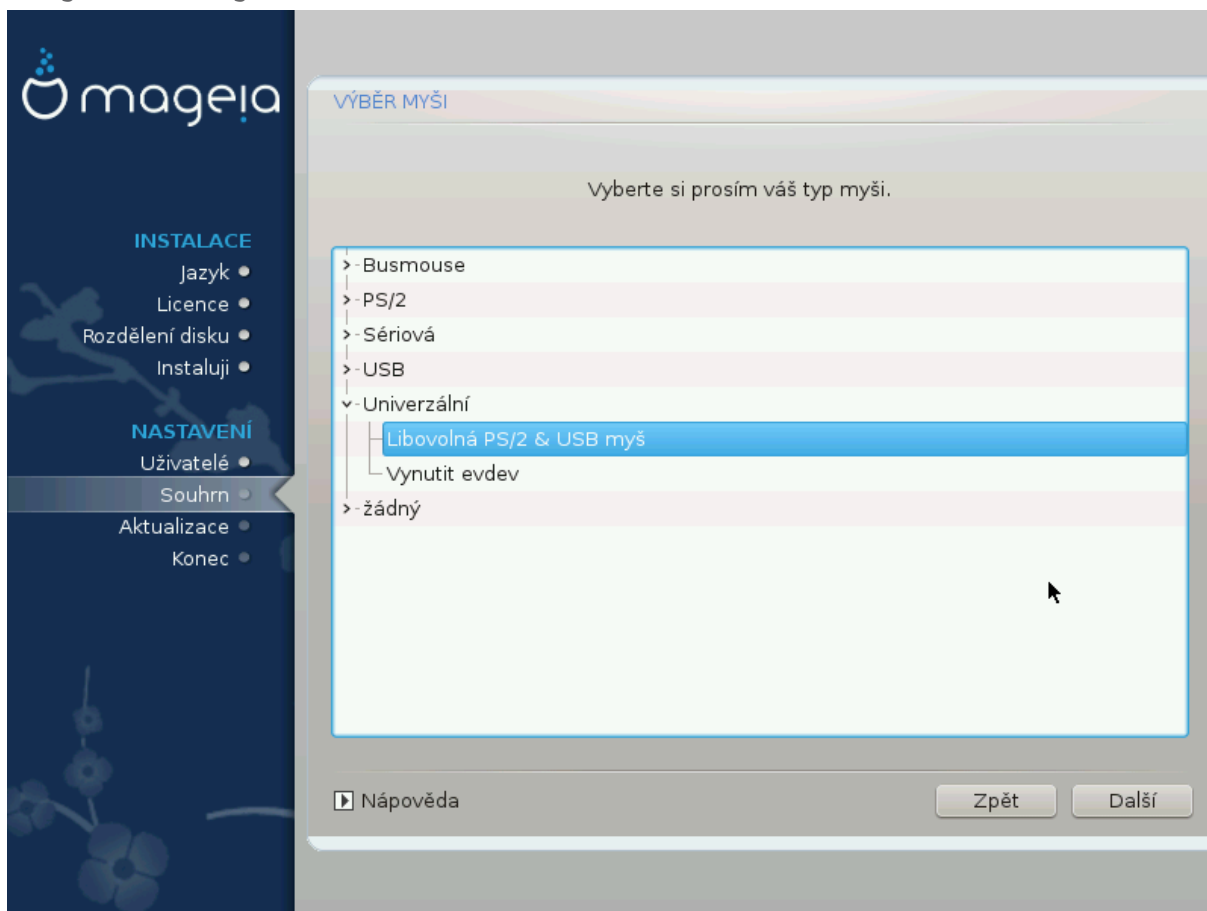 mageia
INSTALACE
Jazyk
Licence
Rozdělení disku
Instaluji
NASTAVENÍ
Uživatelé
Souhrn
Aktualizace
Konec
VÝBĚR MYŠI
Vyberte si prosím váš typ myši.
Busmouse
PS/2
Sériová
USB
Univerzální
Libovolná PS/2 & USB myš
Vynutit evdev
žádný
Nápověda
Zpět
Další